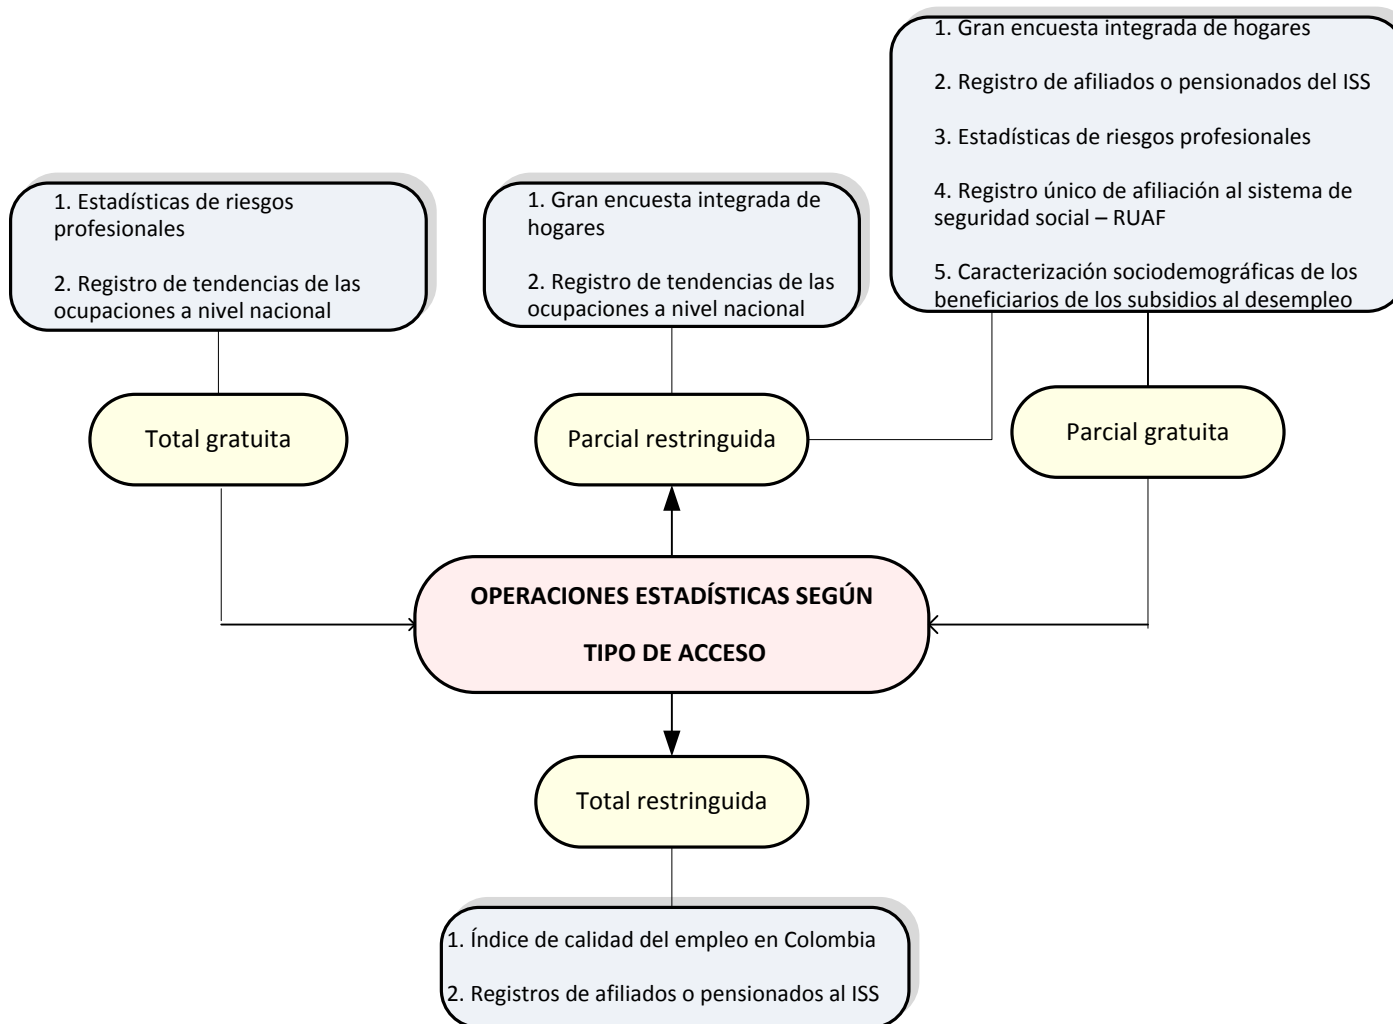 1. Gran encuesta integrada de hogares
2. Registro de afiliados o pensionados del ISS
3. Estadísticas de riesgos profesionales
4. Registro único de afiliación al sistema de
seguridad social – RUAF
5. Caracterización sociodemográficas de los
beneficiarios de los subsidios al desempleo
1. Estadísticas de riesgos
profesionales
2. Registro de tendencias de las
ocupaciones a nivel nacional
1. Gran encuesta integrada de
hogares
2. Registro de tendencias de las
ocupaciones a nivel nacional
Total gratuita
Parcial restringuida
Parcial gratuita
OPERACIONES ESTADÍSTICAS SEGÚN
TIPO DE ACCESO
Total restringuida
1. Índice de calidad del empleo en Colombia
2. Registros de afiliados o pensionados al ISS